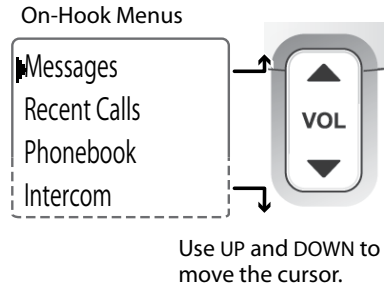 On-Hook Menus
Messages
Recent Calls
Phonebook
Intercom
VOL
Use UP and DOWN to
move the cursor.